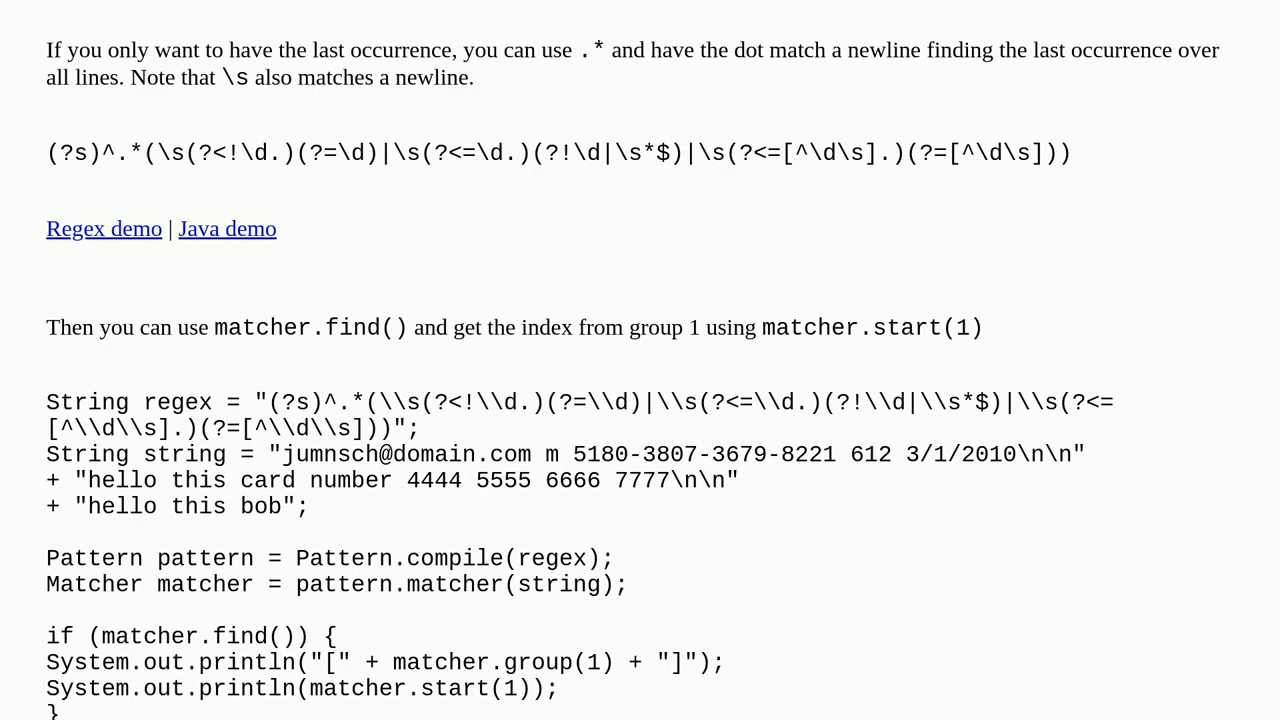 If you only want to have the last occurrence, you can use .* and have the dot match a newline finding the last occurrence over
all lines. Note that \s also matches a newline.
(?s)^.*(\s(?<!\d.)(?=\d)|\s(?<=\d.)(?!\d|\s*$)|\s(?<=[^\d\s].)(?=[^\d\s]))
Regex demo | Java demo
Then you can use matcher.find() and get the index from group 1 using matcher.start(1)
String regex = "(?s)^.*(\\s(?<!\\d.)(?=\\d)|\\s(?<=\\d.)(?!\\d|\\s*$)|\\s(?<=
[^\\d\\s].)(?=[^\\d\\s]))";
String string = "jumnsch@domain.com m 5180-3807-3679-8221 612 3/1/2010\n\n"
+ "hello this card number 4444 5555 6666 7777\n\n"
+ "hello this bob";
Pattern pattern = Pattern.compile(regex);
Matcher matcher = pattern.matcher(string);
if (matcher.find()) {
System.out.println("[" + matcher.group(1) + "]");
System.out.println(matcher.start(1));
}